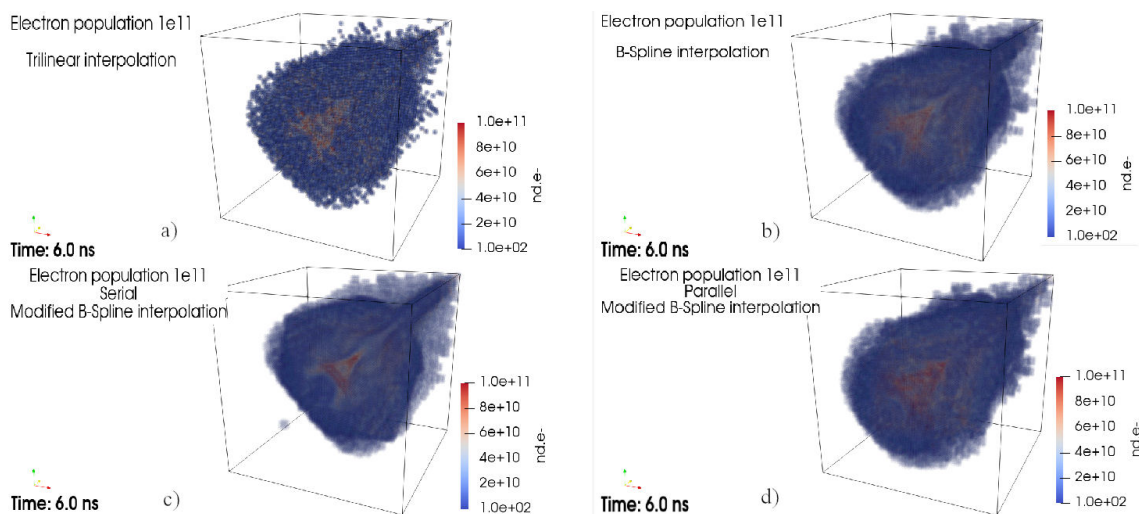 Electron population 1e11
Trilinear interpolation
1.0e+11
8e+10
6e+10
4e+10
2e+10
1.0e+02
nd.e-
a)
Time: 6.0 ns
Electron population 1e11
B-Spline interpolation
1.0e+11
8e+10
6e+10
4e+10
2e+10
1.0e+02
nd.e-
b)
Time: 6.0 ns
Electron population 1e11
Serial
Modified B-Spline interpolation
1.0e+11
8e+10
6e+10
4e+10
2e+10
1.0e+02
nd.e-
c)
Time: 6.0 ns
Electron population 1e11
Parallel
Modified B-Spline interpolation
1.0e+11
8e+10
6e+10
4e+10
2e+10
1.0e+02
nd.e-
d)
Time: 6.0 ns